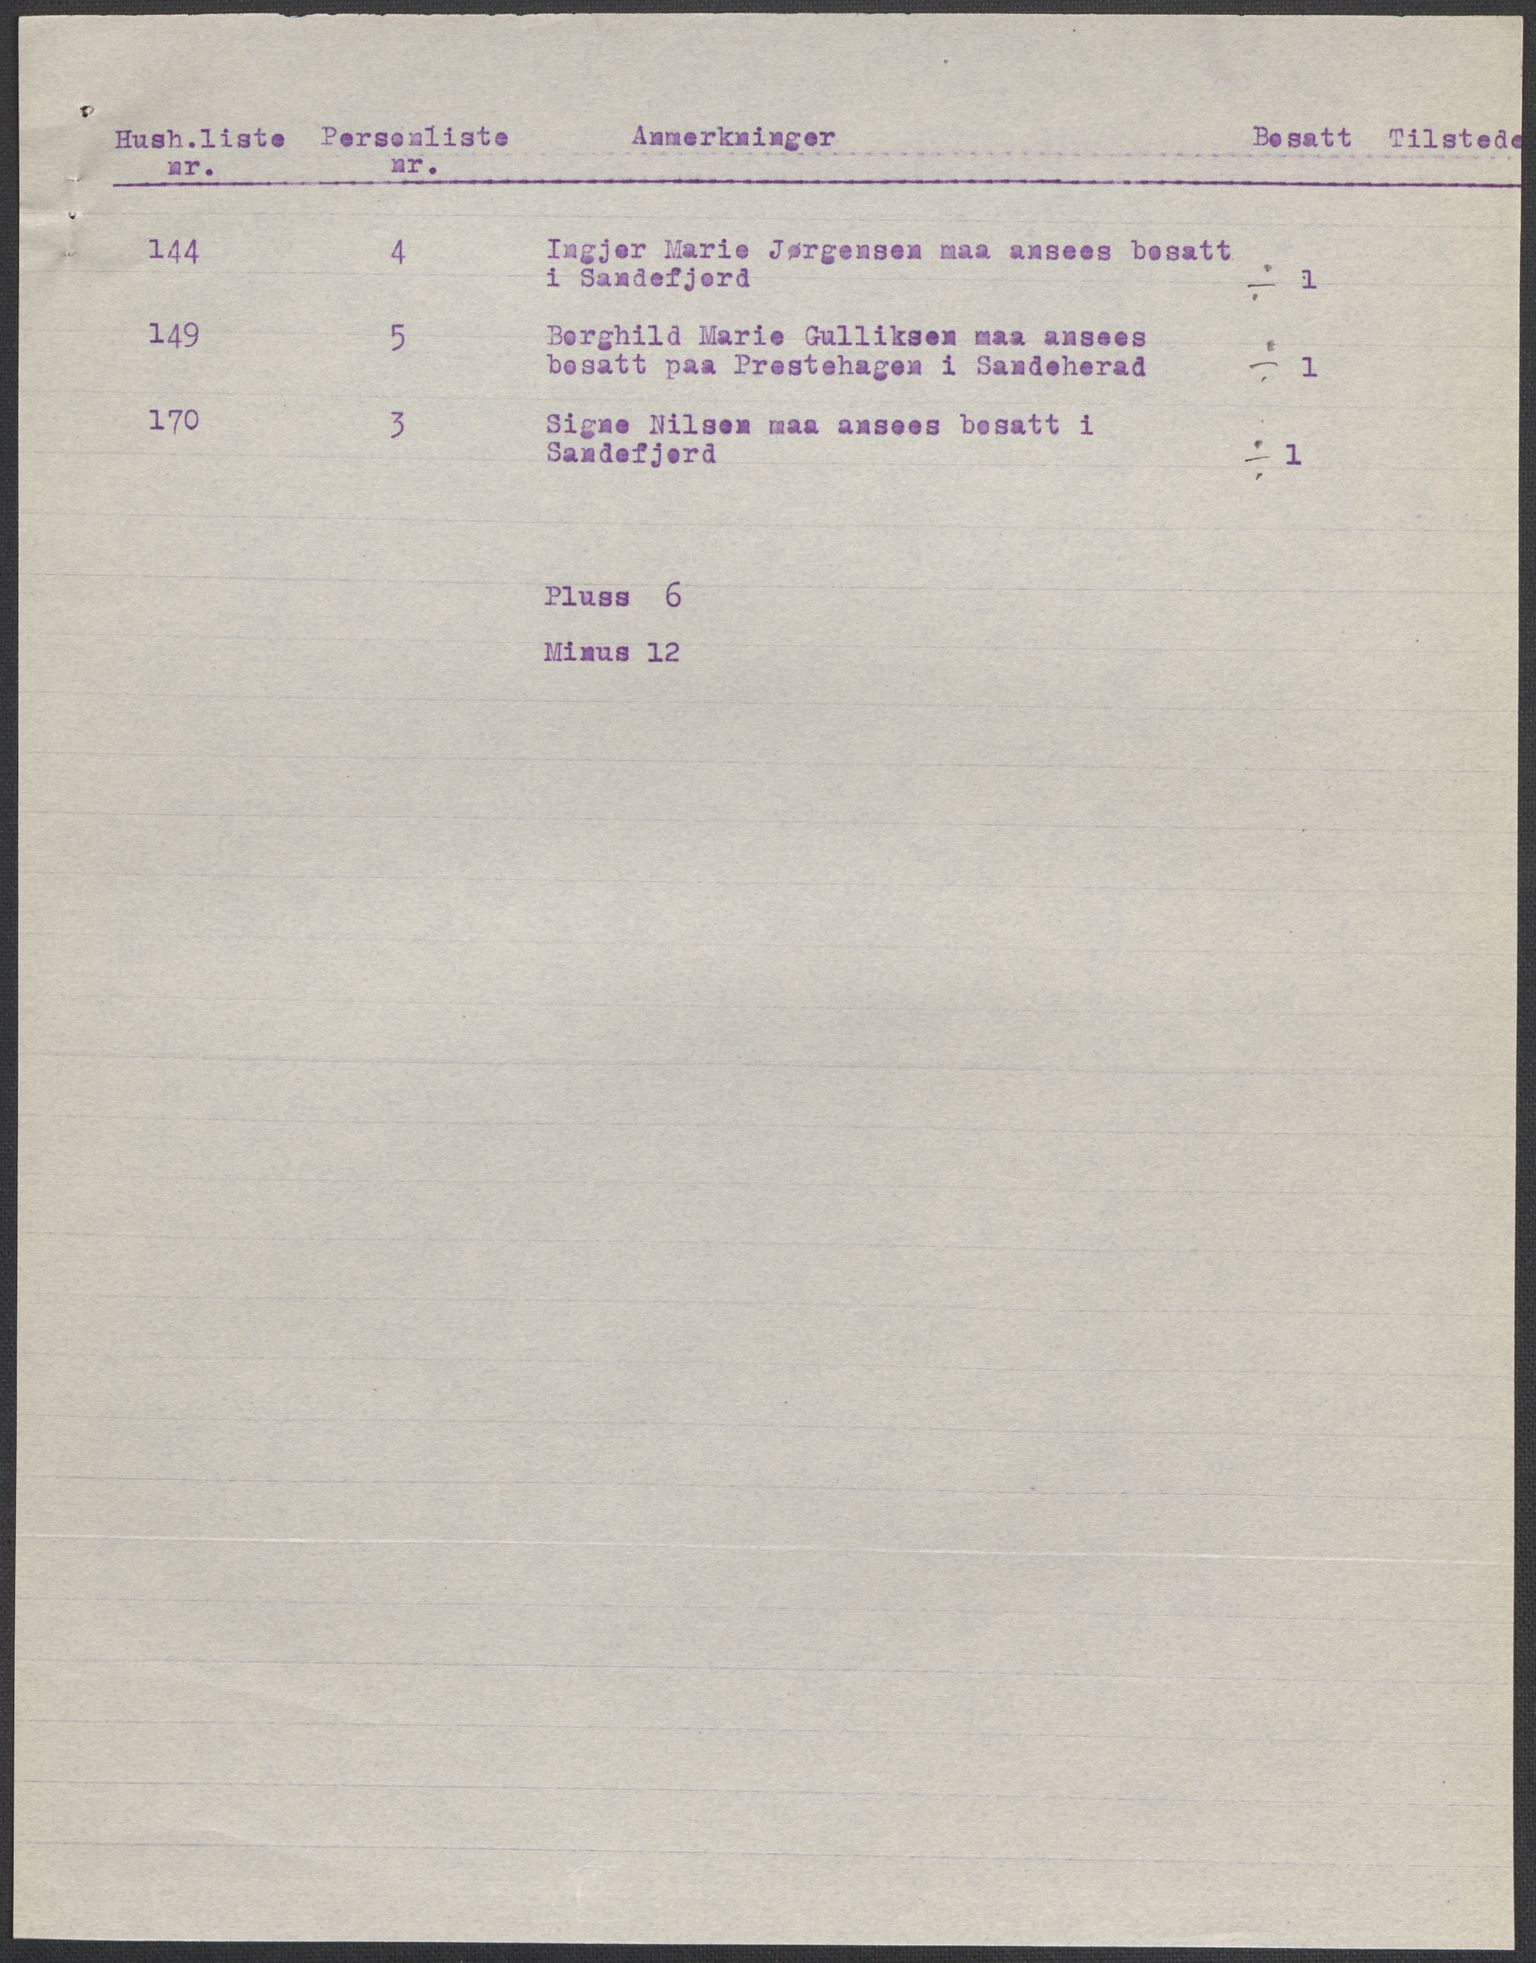 Hush.liste Personliste Anmerkninger Bosatt Tilstede
nr. nr.
144 4 Ingjer Marie Jørgensen maa ansees bosatt
i Sandefjord ÷ 1
149 5 Borghild Marie Gulliksen maa ansees
bosatt paa Prestehagen i Sandeherad ÷ 1
170 3 Signe Nilsen maa ansees bosatt i
Sandefjord ÷ 1
Pluss 6
Minus 12